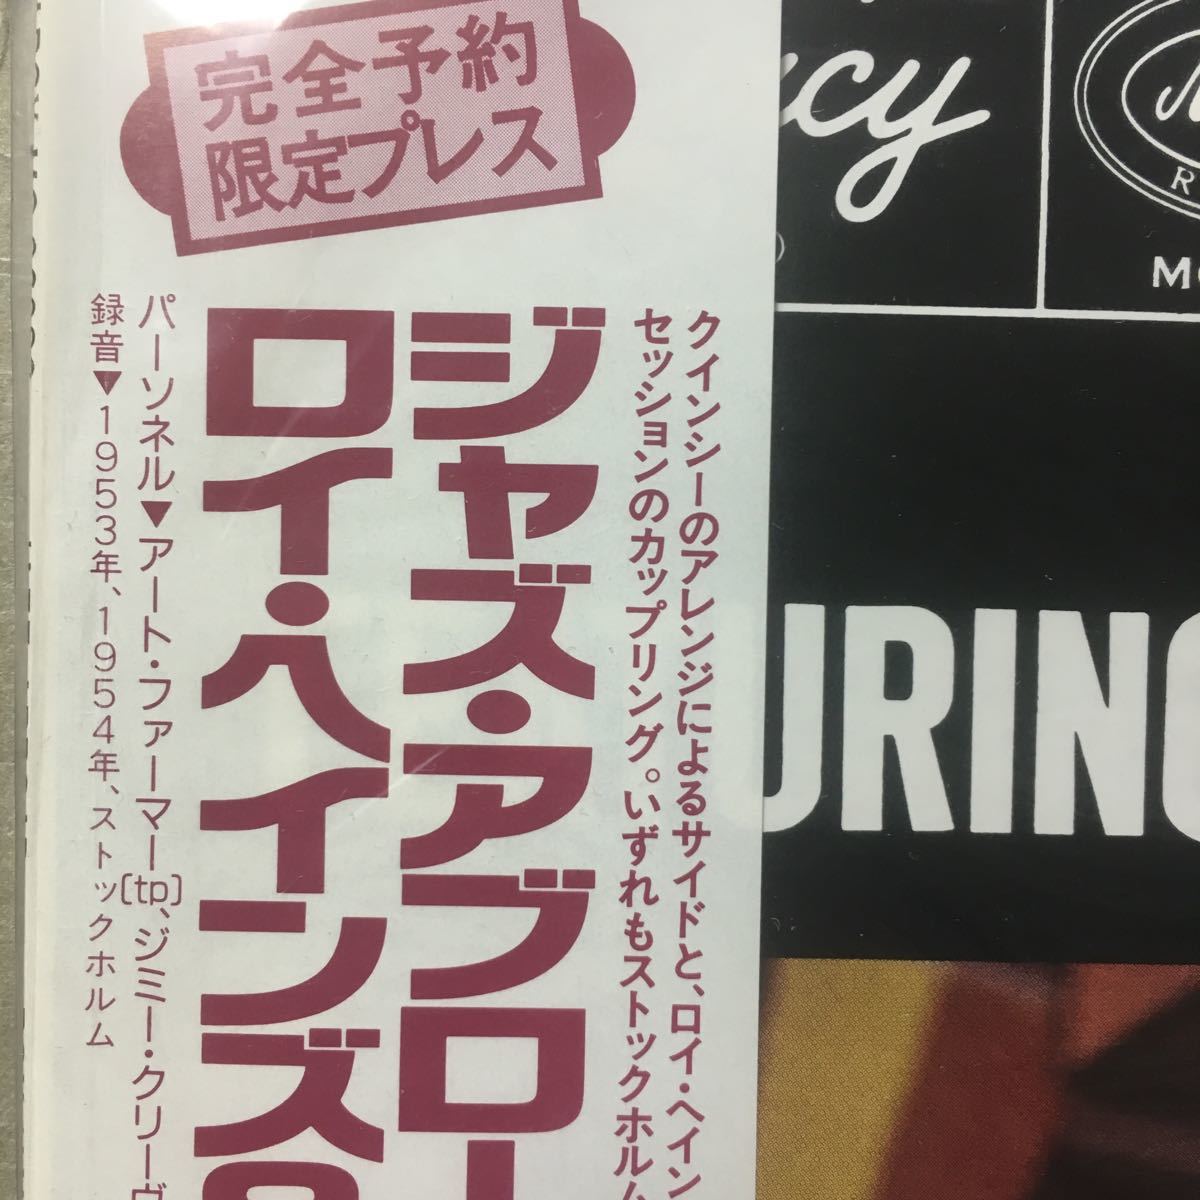 完全予約
限定プレス
クインシーのアレンジによるサイドと、ロイ・ヘイン
セッションのカップリング。いずれもストックホルム
ジャズ・アブロー
ロイ・ヘインズ&
パーソネル▼アート・ファーマー(tp)、ジミー・クリーヴ
録音▼1953年、1954年、ストックホルム
cy
R
MO
URING